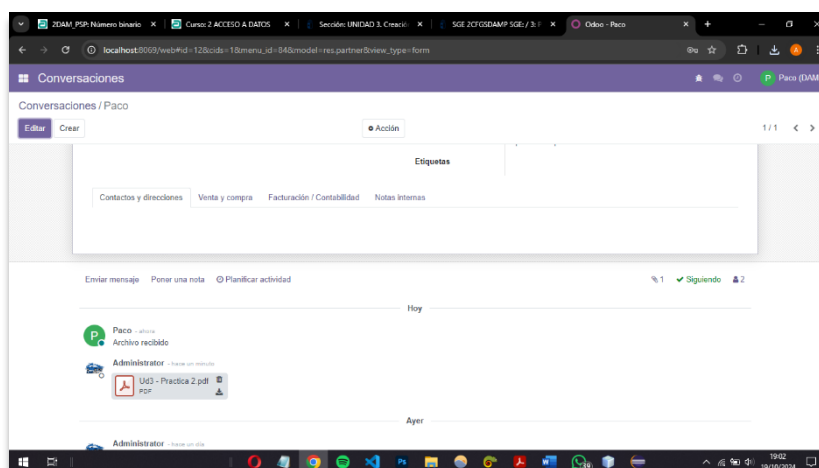 2DAM_PSP: Número binario
Curso: 2 ACCESO A DATOS
Sección: UNIDAD 3. Creació
SGE 2CFGSDAMP SGE: / 3: F
Odoo - Paco
localhost:8069/web#id=12&cids=1&menu_id=84&model=res.partner&view_type=form
Conversaciones
P Paco (DAM
Conversaciones / Paco
Editar Crear Acción 1 / 1
Etiquetas
Contactos y direcciones Venta y compra Facturación / Contabilidad Notas internas
Enviar mensaje Poner una nota Planificar actividad 1 Siguiendo 2
Hoy
P Paco - ahora
Archivo recibido
Administrator - hace un minuto
Ud3 - Practica 2.pdf
PDF
Ayer
Administrator - hace un día
19:02
19/10/2024